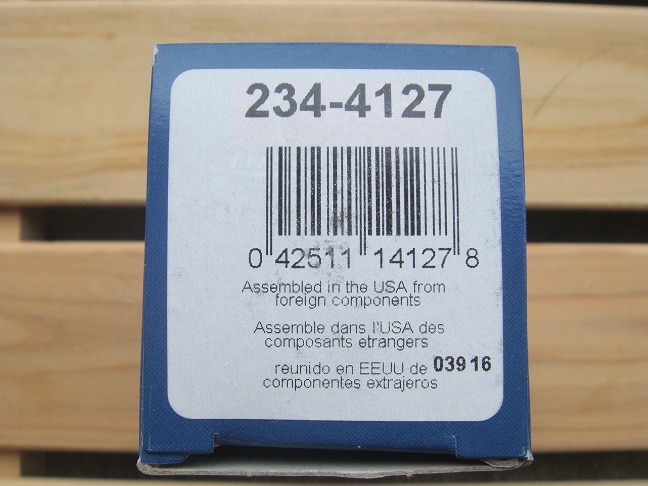 234-4127
0 42511 14127 8
Assembled in the USA from
foreign components
Assemble dans l'USA des
composants etrangers
reunido en EEUU de 03916
componentes extrajeros